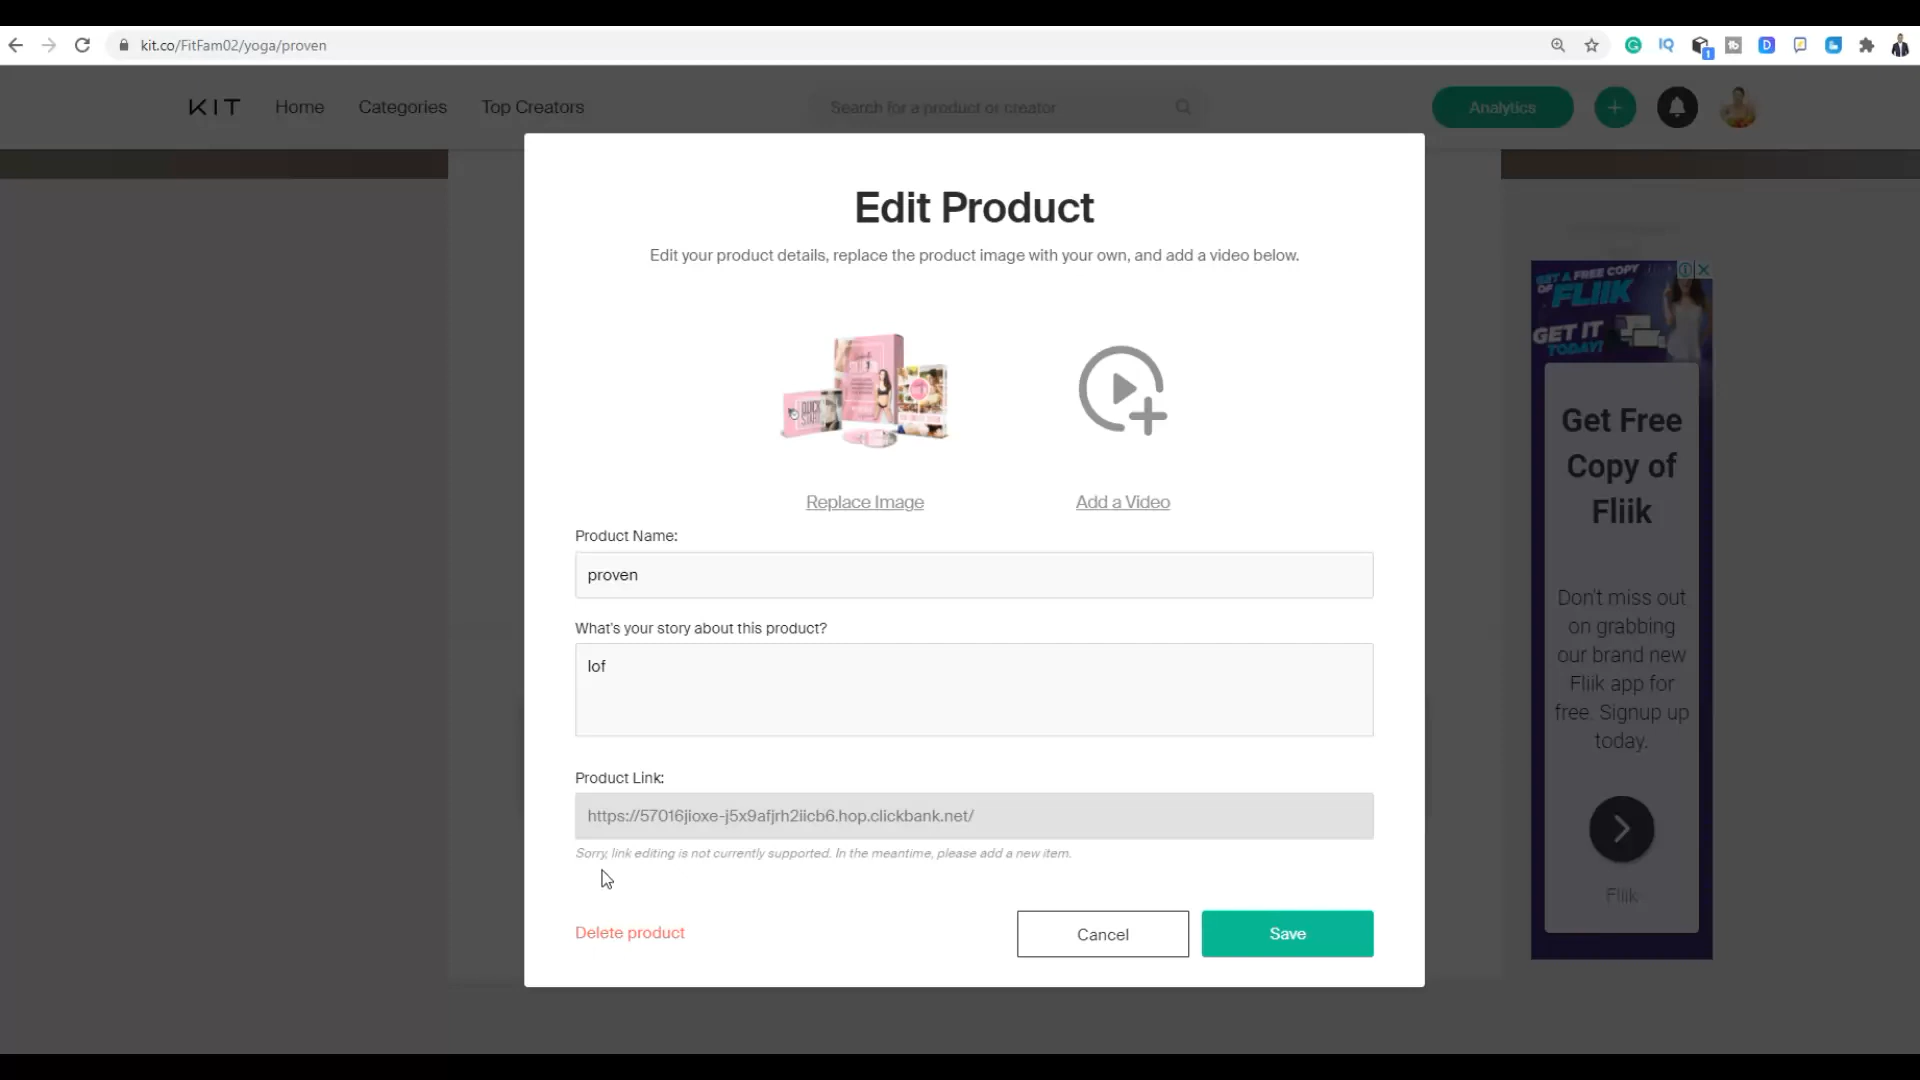 kit.co/FitFam02/yoga/proven
KIT Home Categories Top Creators Search for a product or creator Analytics
Edit Product
Edit your product details, replace the product image with your own, and add a video below.
QUICK START
Replace Image Add a Video
Product Name:
proven
What's your story about this product?
lof
Product Link:
https://57016jioxe-j5x9afjrh2iicb6.hop.clickbank.net/
Sorry, link editing is not currently supported. In the meantime, please add a new item.
Delete product Cancel Save
GET A FREE COPY
OF FLIIK
GET IT
TODAY!
Get Free
Copy of
Fliik
Don't miss out
on grabbing
our brand new
Fliik app for
free. Signup up
today.
Fliik